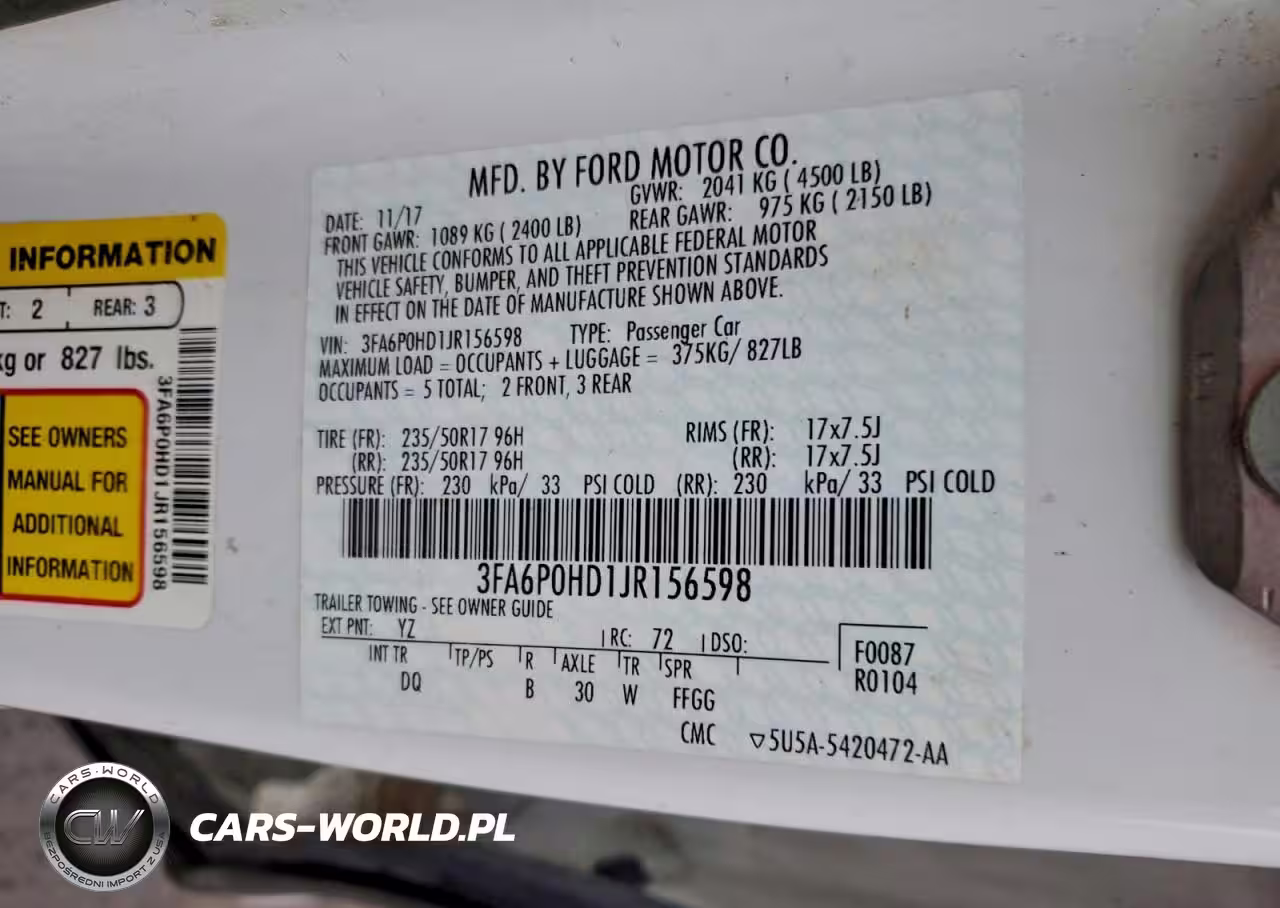 INFORMATION
T: 2 REAR: 3
kg or 827 lbs.
SEE OWNERS
MANUAL FOR
ADDITIONAL
INFORMATION
3FA6P0HD1JR156598
MFD. BY FORD MOTOR CO.
DATE: 11/17 GVWR: 2041 KG ( 4500 LB)
FRONT GAWR: 1089 KG ( 2400 LB) REAR GAWR: 975 KG ( 2150 LB)
THIS VEHICLE CONFORMS TO ALL APPLICABLE FEDERAL MOTOR
VEHICLE SAFETY, BUMPER, AND THEFT PREVENTION STANDARDS
IN EFFECT ON THE DATE OF MANUFACTURE SHOWN ABOVE.
VIN: 3FA6P0HD1JR156598 TYPE: Passenger Car
MAXIMUM LOAD = OCCUPANTS + LUGGAGE = 375KG/ 827LB
OCCUPANTS = 5 TOTAL; 2 FRONT, 3 REAR
TIRE (FR): 235/50R17 96H RIMS (FR): 17x7.5J
(RR): 235/50R17 96H (RR): 17x7.5J
PRESSURE (FR): 230 kPa/ 33 PSI COLD (RR): 230 kPa/ 33 PSI COLD
3FA6P0HD1JR156598
TRAILER TOWING - SEE OWNER GUIDE
EXT PNT: YZ RC: 72 DSO:
INT TR TP/PS R AXLE TR SPR
DQ B 30 W FFGG
F0087
R0104
CMC ▽5U5A-5420472-AA
CARS-WORLD
CW
BEZPOŚREDNI IMPORT Z USA
CARS-WORLD.PL